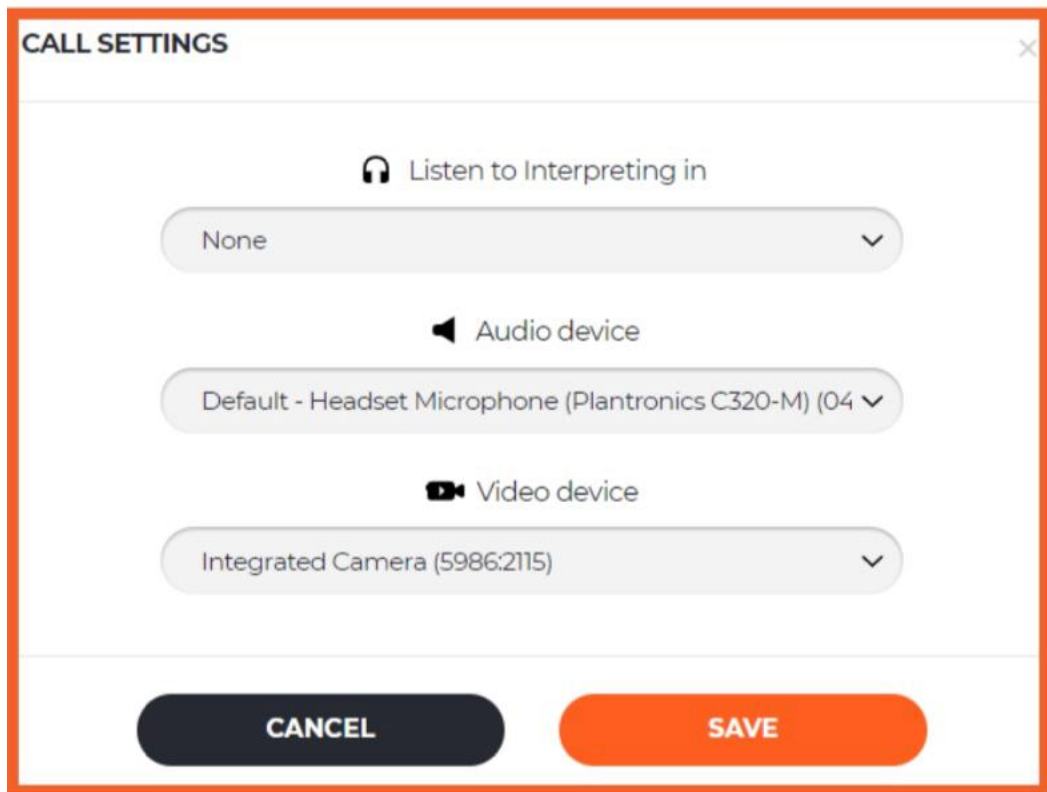 CALL SETTINGS
Listen to Interpreting in
None
Audio device
Default - Headset Microphone (Plantronics C320-M) (04
Video device
Integrated Camera (5986:2115)
CANCEL
SAVE